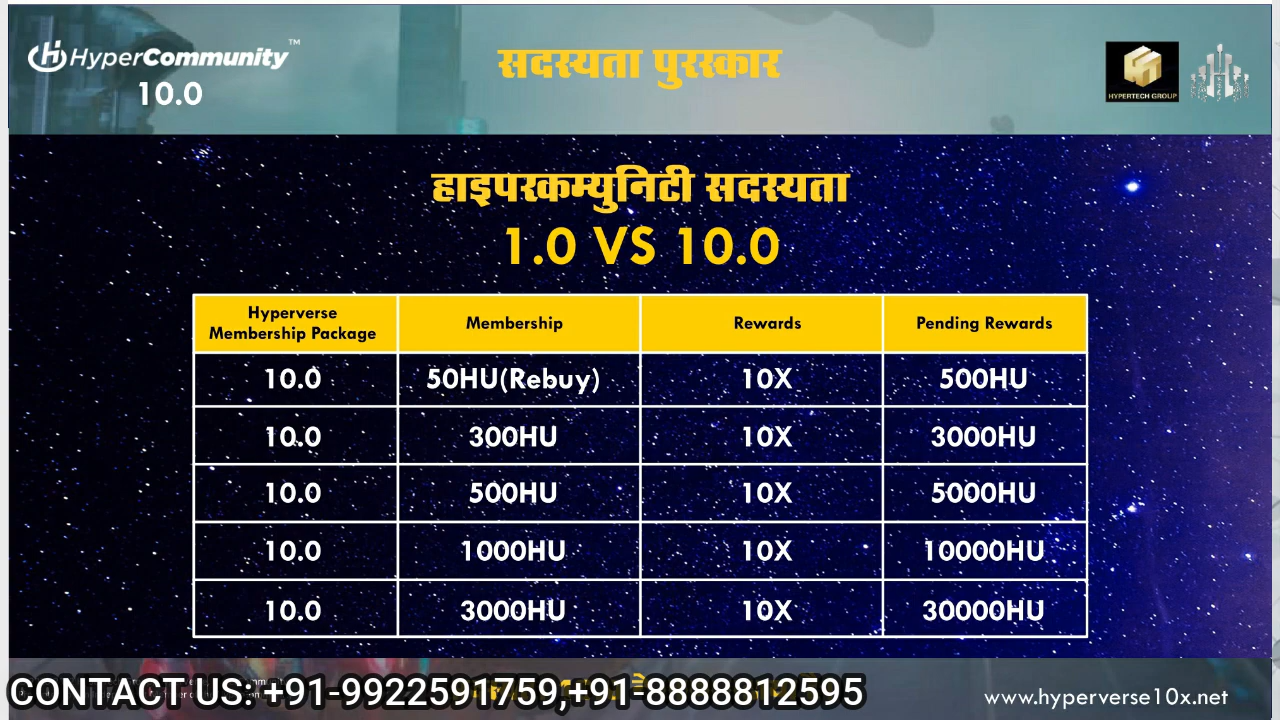 HyperCommunity™
10.0
सदस्यता पुरस्कार
HYPERTECH GROUP
हाइपरकम्युनिटी सदस्यता
1.0 VS 10.0
Hyperverse Membership Package Membership Rewards Pending Rewards
10.0 50HU(Rebuy) 10X 500HU
10.0 300HU 10X 3000HU
10.0 500HU 10X 5000HU
10.0 1000HU 10X 10000HU
10.0 3000HU 10X 30000HU
CONTACT US: +91-9922591759,+91-8888812595
www.hyperverse10x.net